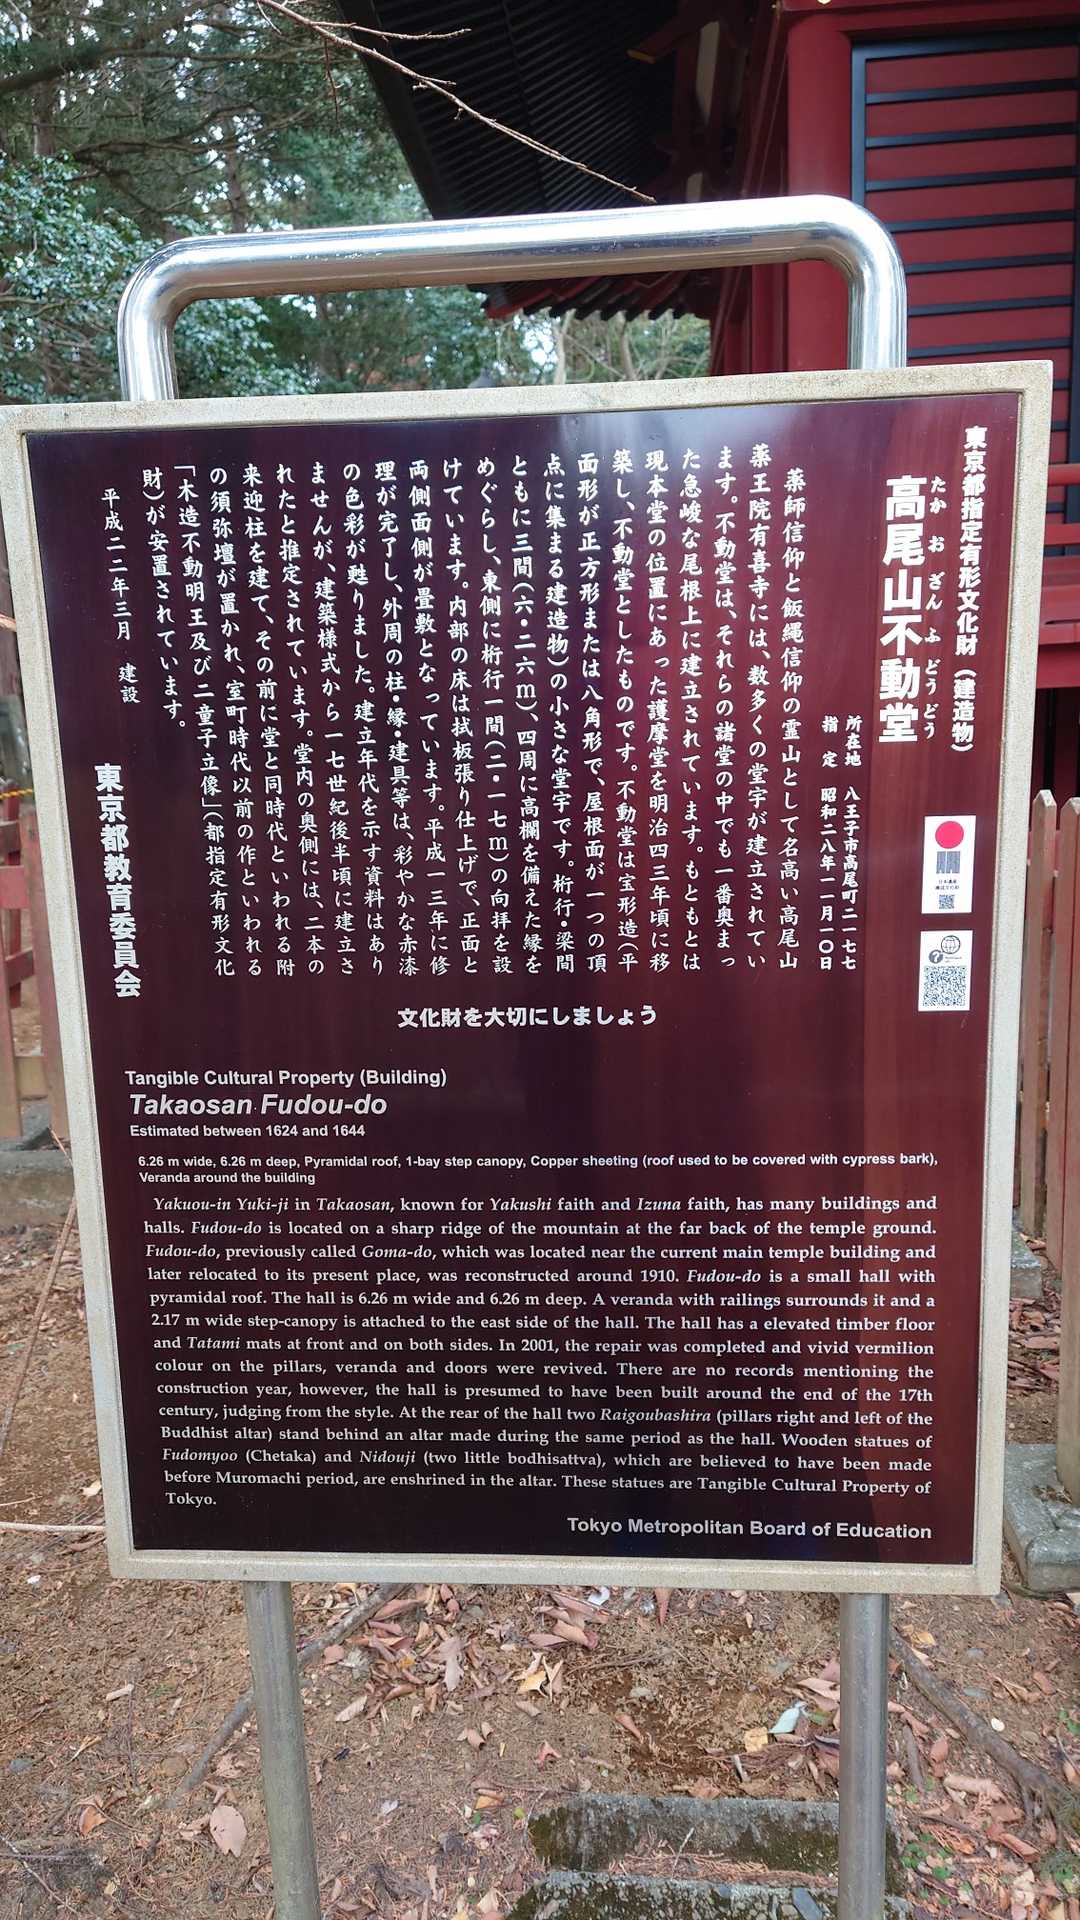 東京都指定有形文化財（建造物）
たかおざんふどうどう
高尾山不動堂
所在地　八王子市高尾町二一七七
指　定　昭和二八年一一月一〇日
薬師信仰と飯縄信仰の霊山として名高い高尾山
薬王院有喜寺には、数多くの堂宇が建立されてい
ます。不動堂は、それらの諸堂の中でも一番奥まっ
た急峻な尾根上に建立されています。もともとは
現本堂の位置にあった護摩堂を明治四三年頃に移
築し、不動堂としたものです。不動堂は宝形造（平
面形が正方形または八角形で、屋根面が一つの頂
点に集まる建造物）の小さな堂宇です。桁行・梁間
ともに三間（六・二六ｍ）、四周に高欄を備えた縁を
めぐらし、東側に桁行一間（二・一七ｍ）の向拝を設
けています。内部の床は拭板張り仕上げで、正面と
両側面側が畳敷となっています。平成一三年に修
理が完了し、外周の柱・縁・建具等は、彩やかな赤漆
の色彩が甦りました。建立年代を示す資料はあり
ませんが、建築様式から一七世紀後半頃に建立さ
れたと推定されています。堂内の奥側には、二本の
来迎柱を建て、その前に堂と同時代といわれる附
の須弥壇が置かれ、室町時代以前の作といわれる
「木造不動明王及び二童子立像」（都指定有形文化
財）が安置されています。
平成二二年三月　建設
東京都教育委員会
文化財を大切にしましょう
Tangible Cultural Property (Building)
Takaosan Fudou-do
Estimated between 1624 and 1644
6.26 m wide, 6.26 m deep, Pyramidal roof, 1-bay step canopy, Copper sheeting (roof used to be covered with cypress bark),
Veranda around the building
Yakuou-in Yuki-ji in Takaosan, known for Yakushi faith and Izuna faith, has many buildings and
halls. Fudou-do is located on a sharp ridge of the mountain at the far back of the temple ground.
Fudou-do, previously called Goma-do, which was located near the current main temple building and
later relocated to its present place, was reconstructed around 1910. Fudou-do is a small hall with
pyramidal roof. The hall is 6.26 m wide and 6.26 m deep. A veranda with railings surrounds it and a
2.17 m wide step-canopy is attached to the east side of the hall. The hall has a elevated timber floor
and Tatami mats at front and on both sides. In 2001, the repair was completed and vivid vermilion
colour on the pillars, veranda and doors were revived. There are no records mentioning the
construction year, however, the hall is presumed to have been built around the end of the 17th
century, judging from the style. At the rear of the hall two Raigoubashira (pillars right and left of the
Buddhist altar) stand behind an altar made during the same period as the hall. Wooden statues of
Fudomyoo (Chetaka) and Nidouji (two little bodhisattva), which are believed to have been made
before Muromachi period, are enshrined in the altar. These statues are Tangible Cultural Property of
Tokyo.
Tokyo Metropolitan Board of Education